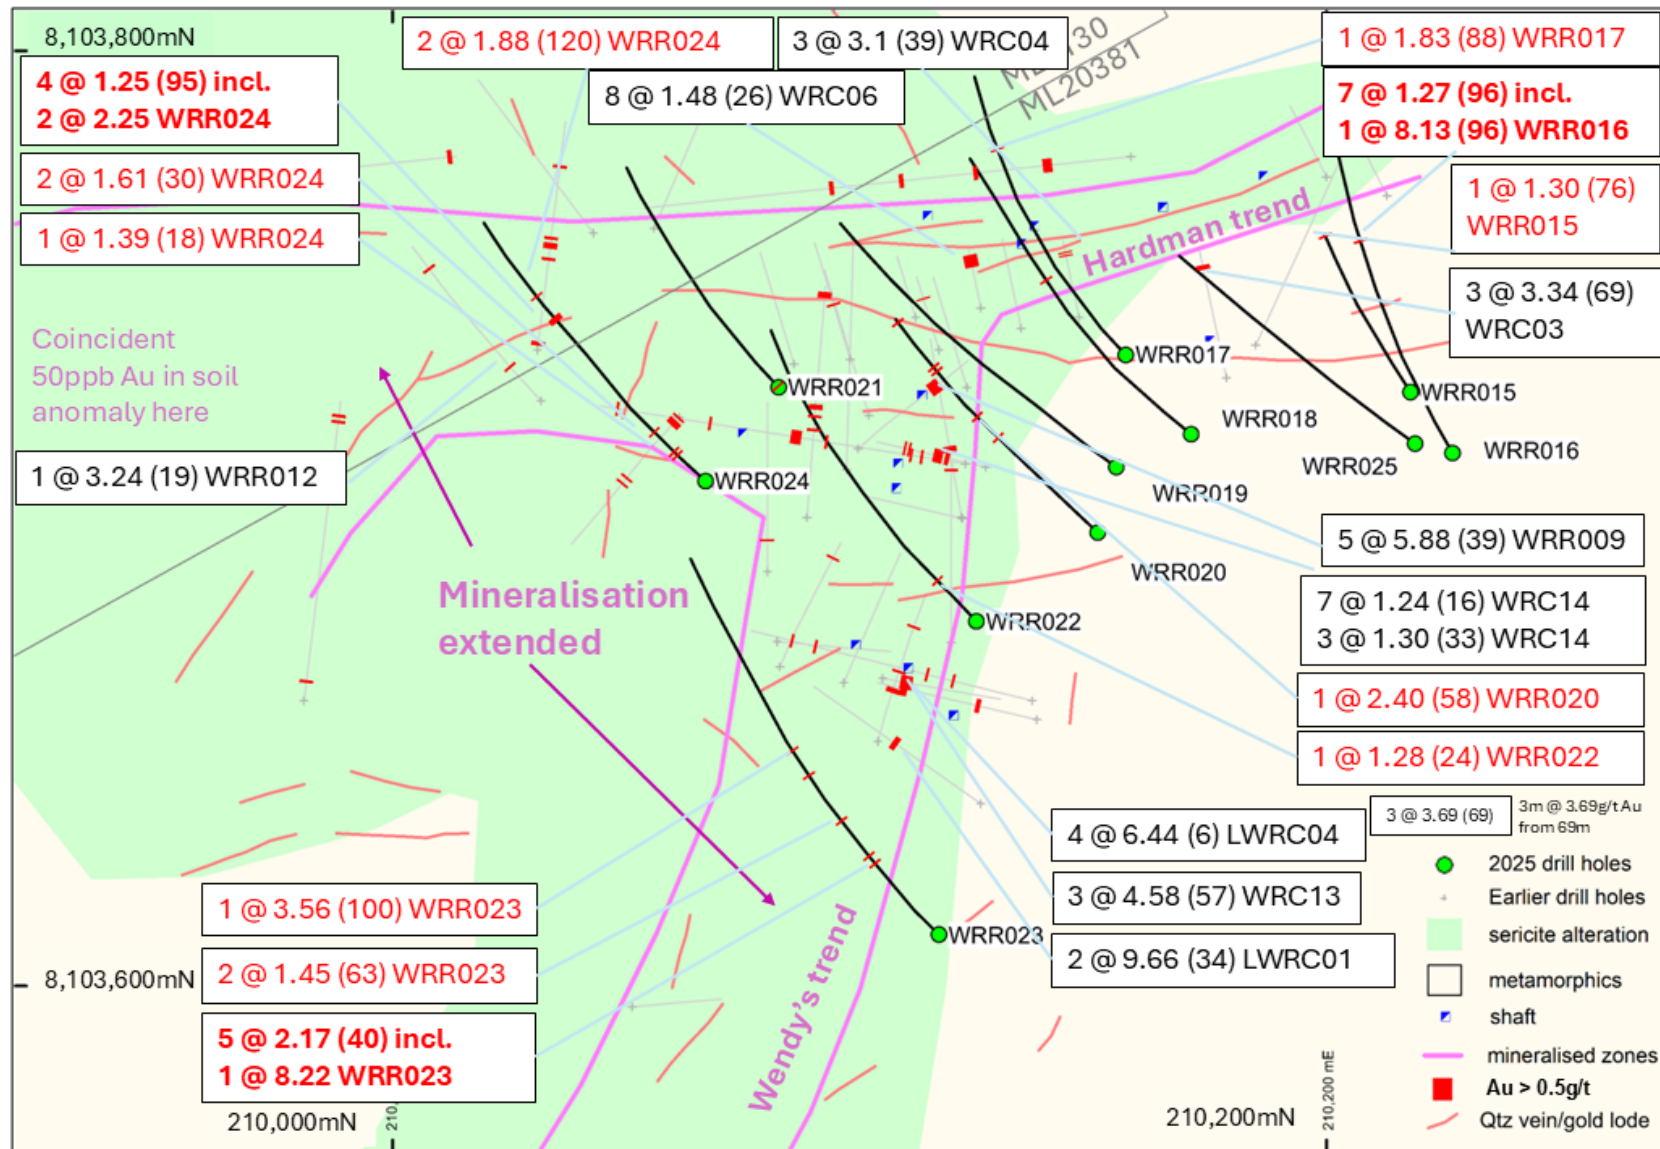 8,103,800mN
2 @ 1.88 (120) WRR024
3 @ 3.1 (39) WRC04
8 @ 1.48 (26) WRC06
ML20381
1 @ 1.83 (88) WRR017
4 @ 1.25 (95) incl.
2 @ 2.25 WRR024
7 @ 1.27 (96) incl.
1 @ 8.13 (96) WRR016
2 @ 1.61 (30) WRR024
1 @ 1.39 (18) WRR024
1 @ 1.30 (76)
WRR015
Hardman trend
3 @ 3.34 (69)
WRC03
Coincident
50ppb Au in soil
anomaly here
WRR017
WRR021
WRR015
WRR018
WRR016
WRR025
1 @ 3.24 (19) WRR012
WRR024
WRR019
5 @ 5.88 (39) WRR009
WRR020
Mineralisation
extended
7 @ 1.24 (16) WRC14
3 @ 1.30 (33) WRC14
WRR022
1 @ 2.40 (58) WRR020
1 @ 1.28 (24) WRR022
3 @ 3.69 (69)
3m @ 3.69g/t Au
from 69m
4 @ 6.44 (6) LWRC04
3 @ 4.58 (57) WRC13
2 @ 9.66 (34) LWRC01
2025 drill holes
Earlier drill holes
sericite alteration
metamorphics
shaft
mineralised zones
Au > 0.5g/t
Qtz vein/gold lode
1 @ 3.56 (100) WRR023
WRR023
2 @ 1.45 (63) WRR023
8,103,600mN
Wendy's trend
5 @ 2.17 (40) incl.
1 @ 8.22 WRR023
210,000mN
210,
210,200mN
210,200 mE